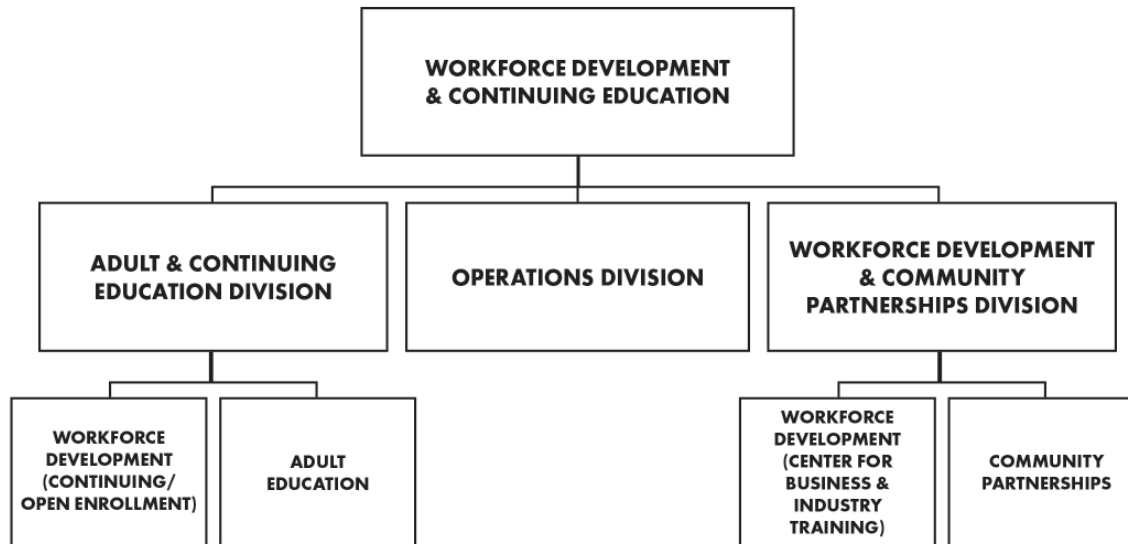 WORKFORCE DEVELOPMENT
& CONTINUING EDUCATION
ADULT & CONTINUING
EDUCATION DIVISION
OPERATIONS DIVISION
WORKFORCE DEVELOPMENT
& COMMUNITY
PARTNERSHIPS DIVISION
WORKFORCE
DEVELOPMENT
(CONTINUING/
OPEN ENROLLMENT)
ADULT
EDUCATION
WORKFORCE
DEVELOPMENT
(CENTER FOR
BUSINESS &
INDUSTRY
TRAINING)
COMMUNITY
PARTNERSHIPS